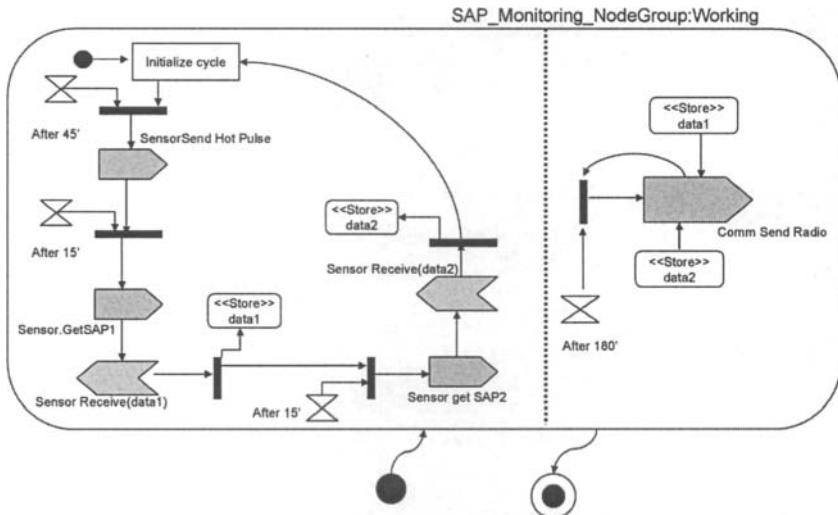 SAP_Monitoring_NodeGroup:Working
Initialize cycle
After 45'
SensorSend Hot Pulse
After 15'
Sensor.GetSAP1
Sensor Receive(data1)
<<Store>>
data1
After 15'
Sensor get SAP2
Sensor Receive(data2)
<<Store>>
data2
<<Store>>
data1
Comm Send Radio
<<Store>>
data2
After 180'